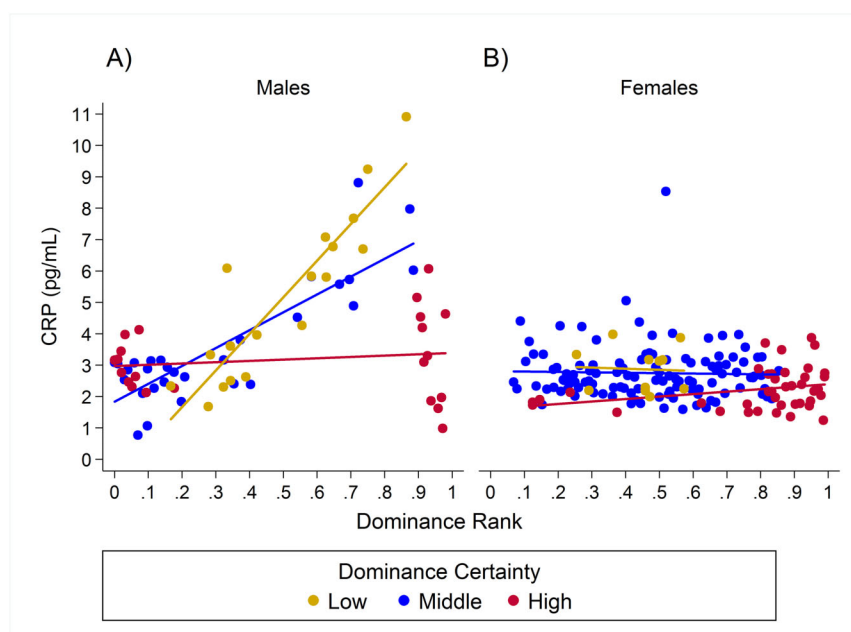 A)
B)
Males
Females
11
10
9
8
7
6
5
4
3
2
1
0
CRP (pg/mL)
0 .1 .2 .3 .4 .5 .6 .7 .8 .9 1
0 .1 .2 .3 .4 .5 .6 .7 .8 .9 1
Dominance Rank
Dominance Certainty
Low Middle High